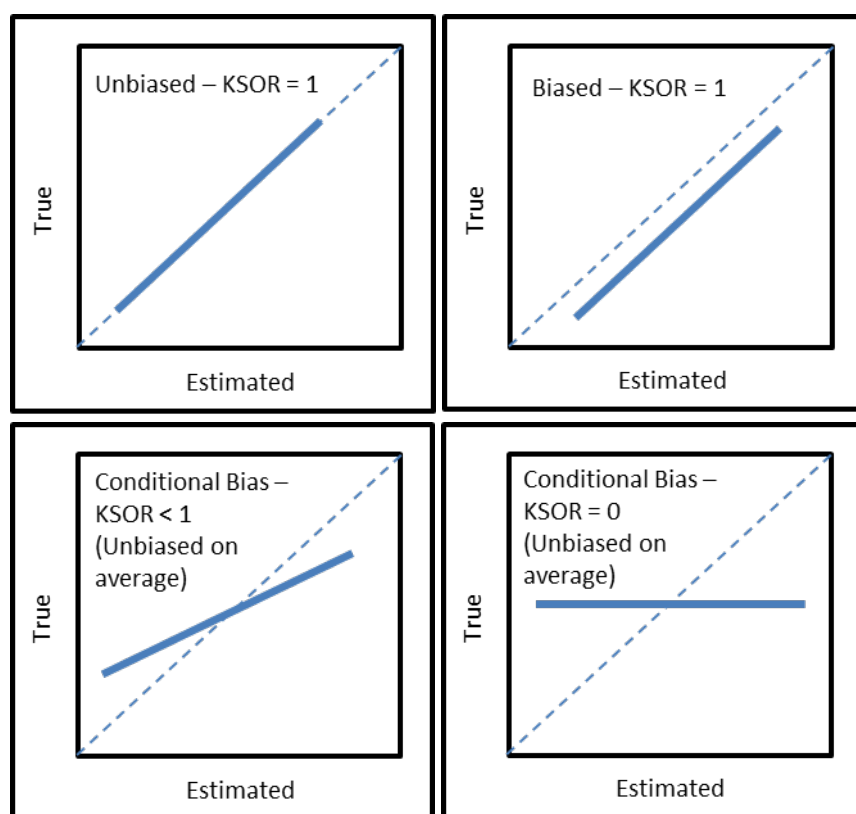 Unbiased – KSOR = 1
True
Estimated
Biased – KSOR = 1
True
Estimated
Conditional Bias –
KSOR < 1
(Unbiased on
average)
True
Estimated
Conditional Bias –
KSOR = 0
(Unbiased on
average)
True
Estimated